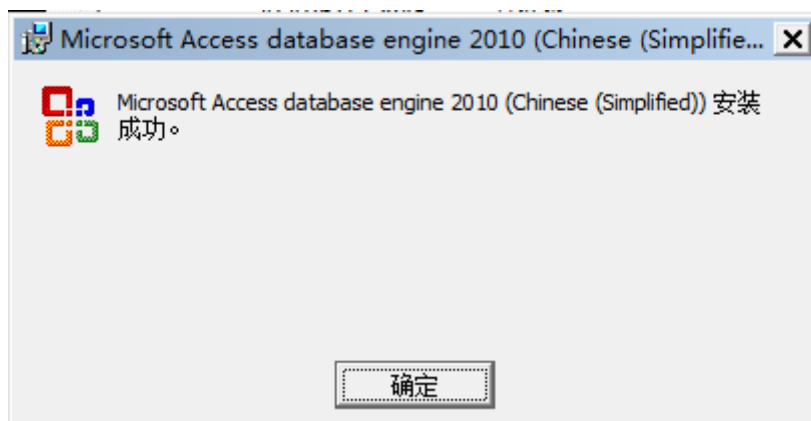 Microsoft Access database engine 2010 (Chinese (Simplifie...
Microsoft Access database engine 2010 (Chinese (Simplified)) 安装
成功。
确定